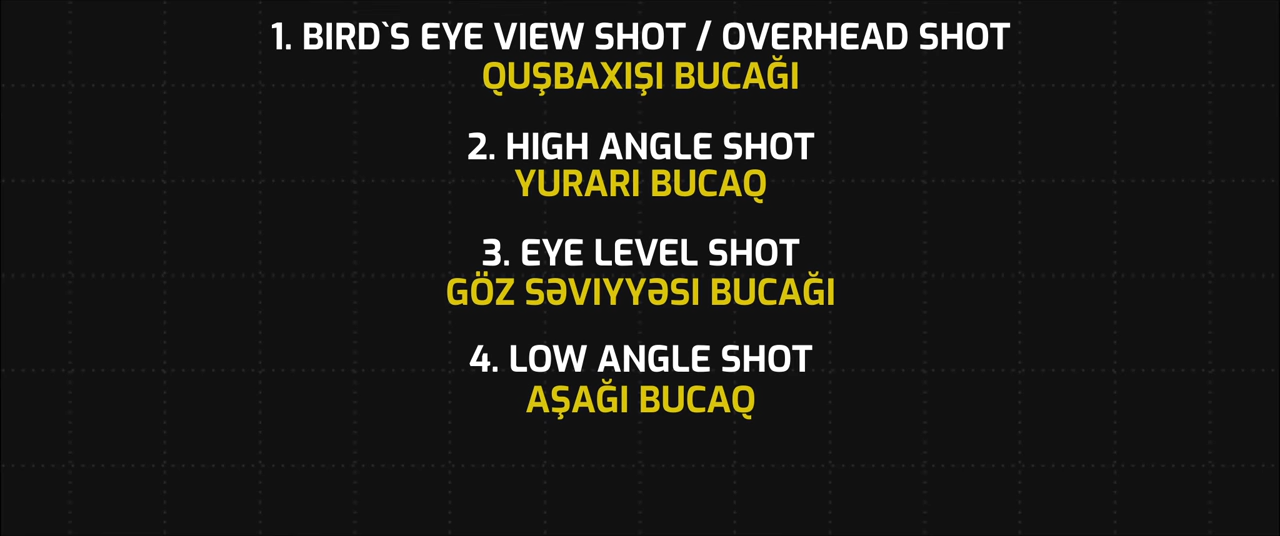 1. BIRD`S EYE VIEW SHOT / OVERHEAD SHOT
QUŞBAXIŞI BUCAĞI
2. HIGH ANGLE SHOT
YURARI BUCAQ
3. EYE LEVEL SHOT
GÖZ SƏVIYYƏSI BUCAĞI
4. LOW ANGLE SHOT
AŞAĞI BUCAQ